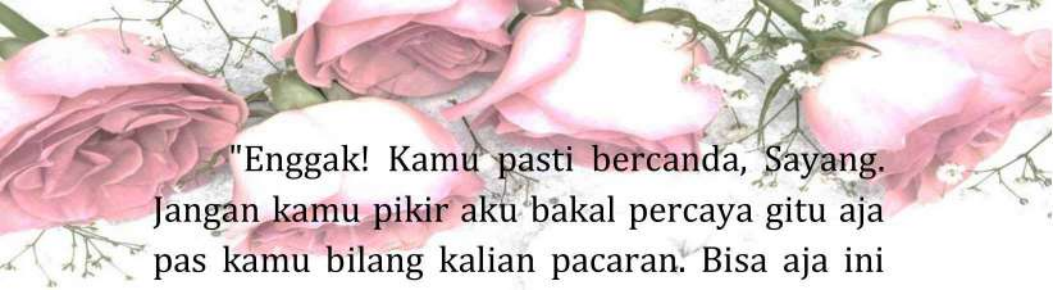 "Enggak! Kamu pasti bercanda, Sayang.
Jangan kamu pikir aku bakal percaya gitu aja
pas kamu bilang kalian pacaran. Bisa aja ini